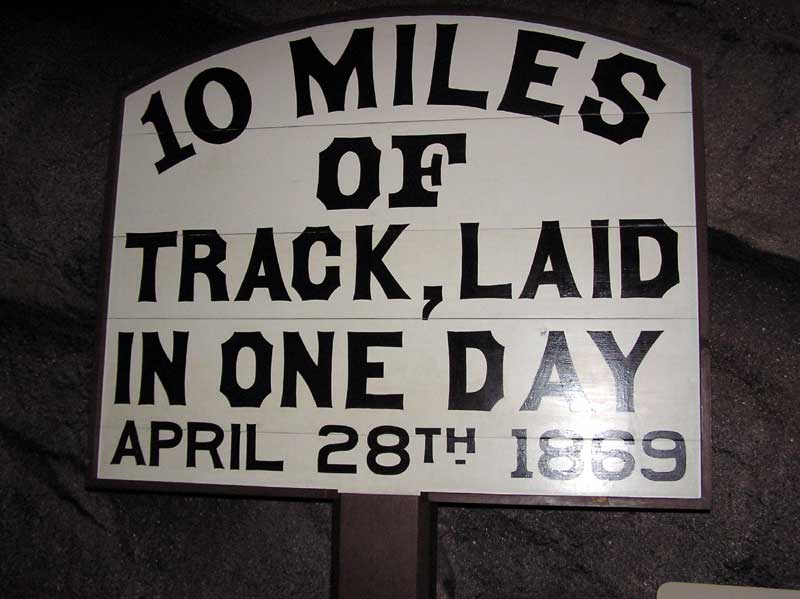 10 MILES
OF
TRACK, LAID
IN ONE DAY
APRIL 28TH 1869